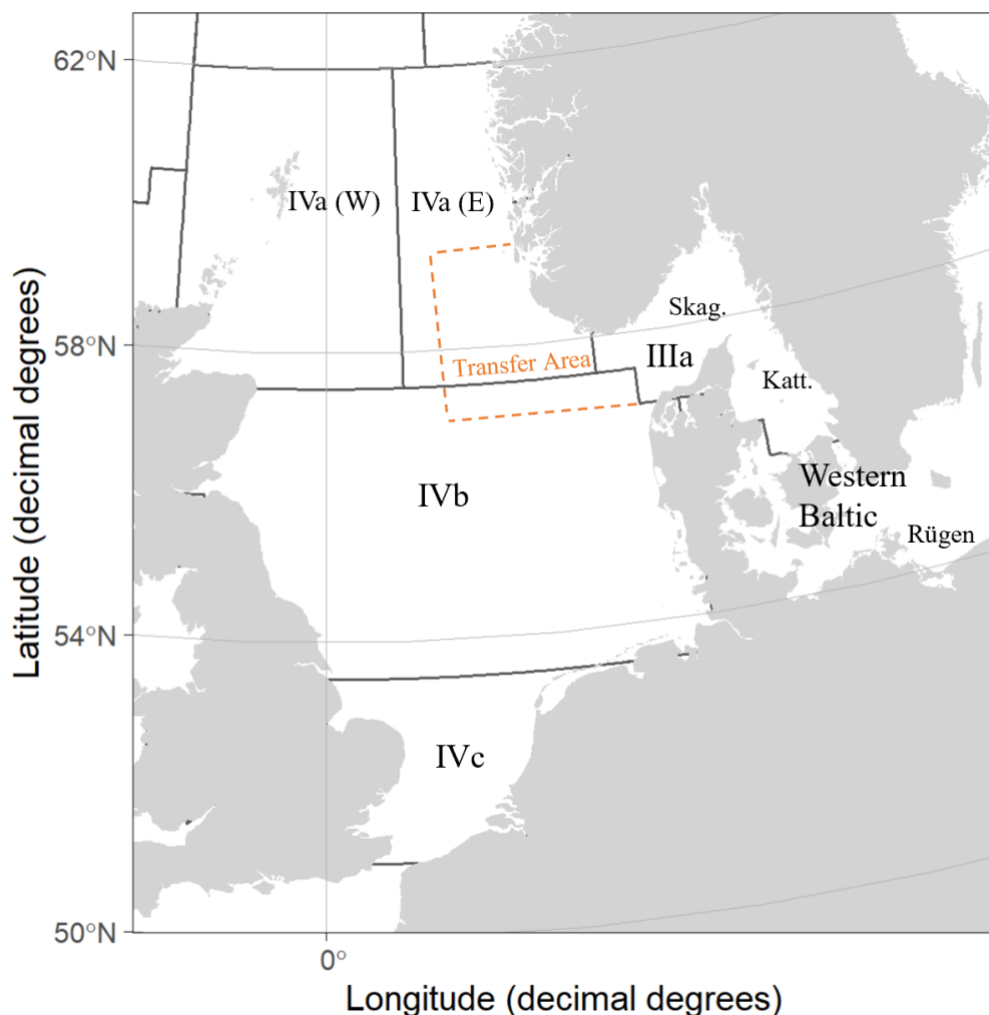 62°N
IVa (W)
IVa (E)
Skag.
58°N
Transfer Area
IIIa
Katt.
Latitude (decimal degrees)
IVb
Western
Baltic
Rügen
54°N
IVc
50°N
0°
Longitude (decimal degrees)